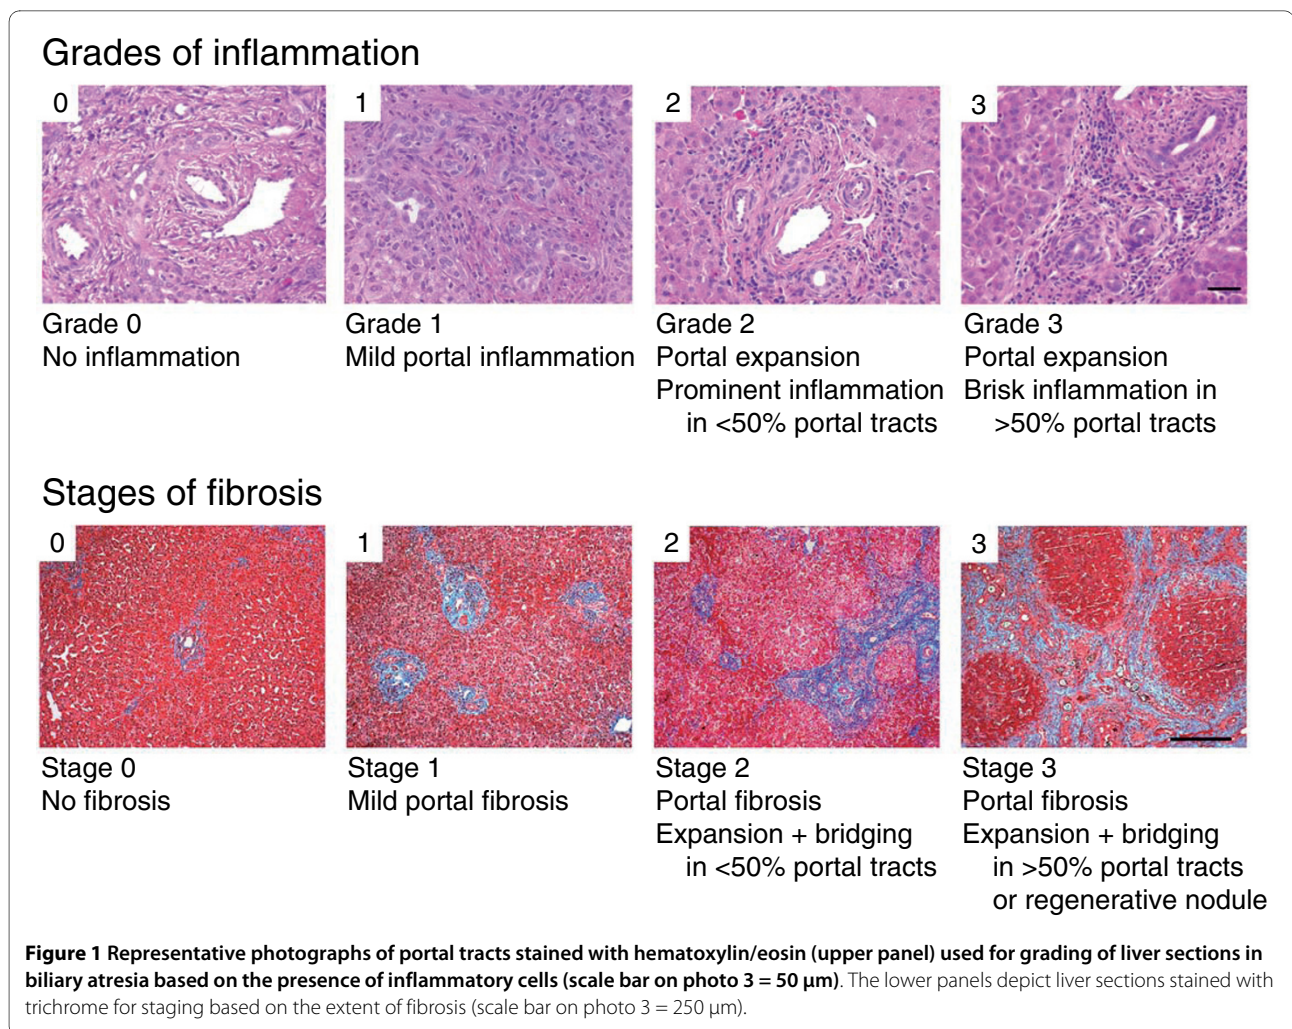 Grades of inflammation
0
1
2
3
Grade 0
No inflammation
Grade 1
Mild portal inflammation
Grade 2
Portal expansion
Prominent inflammation
in <50% portal tracts
Grade 3
Portal expansion
Brisk inflammation in
>50% portal tracts
Stages of fibrosis
0
1
2
3
Stage 0
No fibrosis
Stage 1
Mild portal fibrosis
Stage 2
Portal fibrosis
Expansion + bridging
in <50% portal tracts
Stage 3
Portal fibrosis
Expansion + bridging
in >50% portal tracts
or regenerative nodule
Figure 1 Representative photographs of portal tracts stained with hematoxylin/eosin (upper panel) used for grading of liver sections in
biliary atresia based on the presence of inflammatory cells (scale bar on photo 3 = 50 μm). The lower panels depict liver sections stained with
trichrome for staging based on the extent of fibrosis (scale bar on photo 3 = 250 μm).